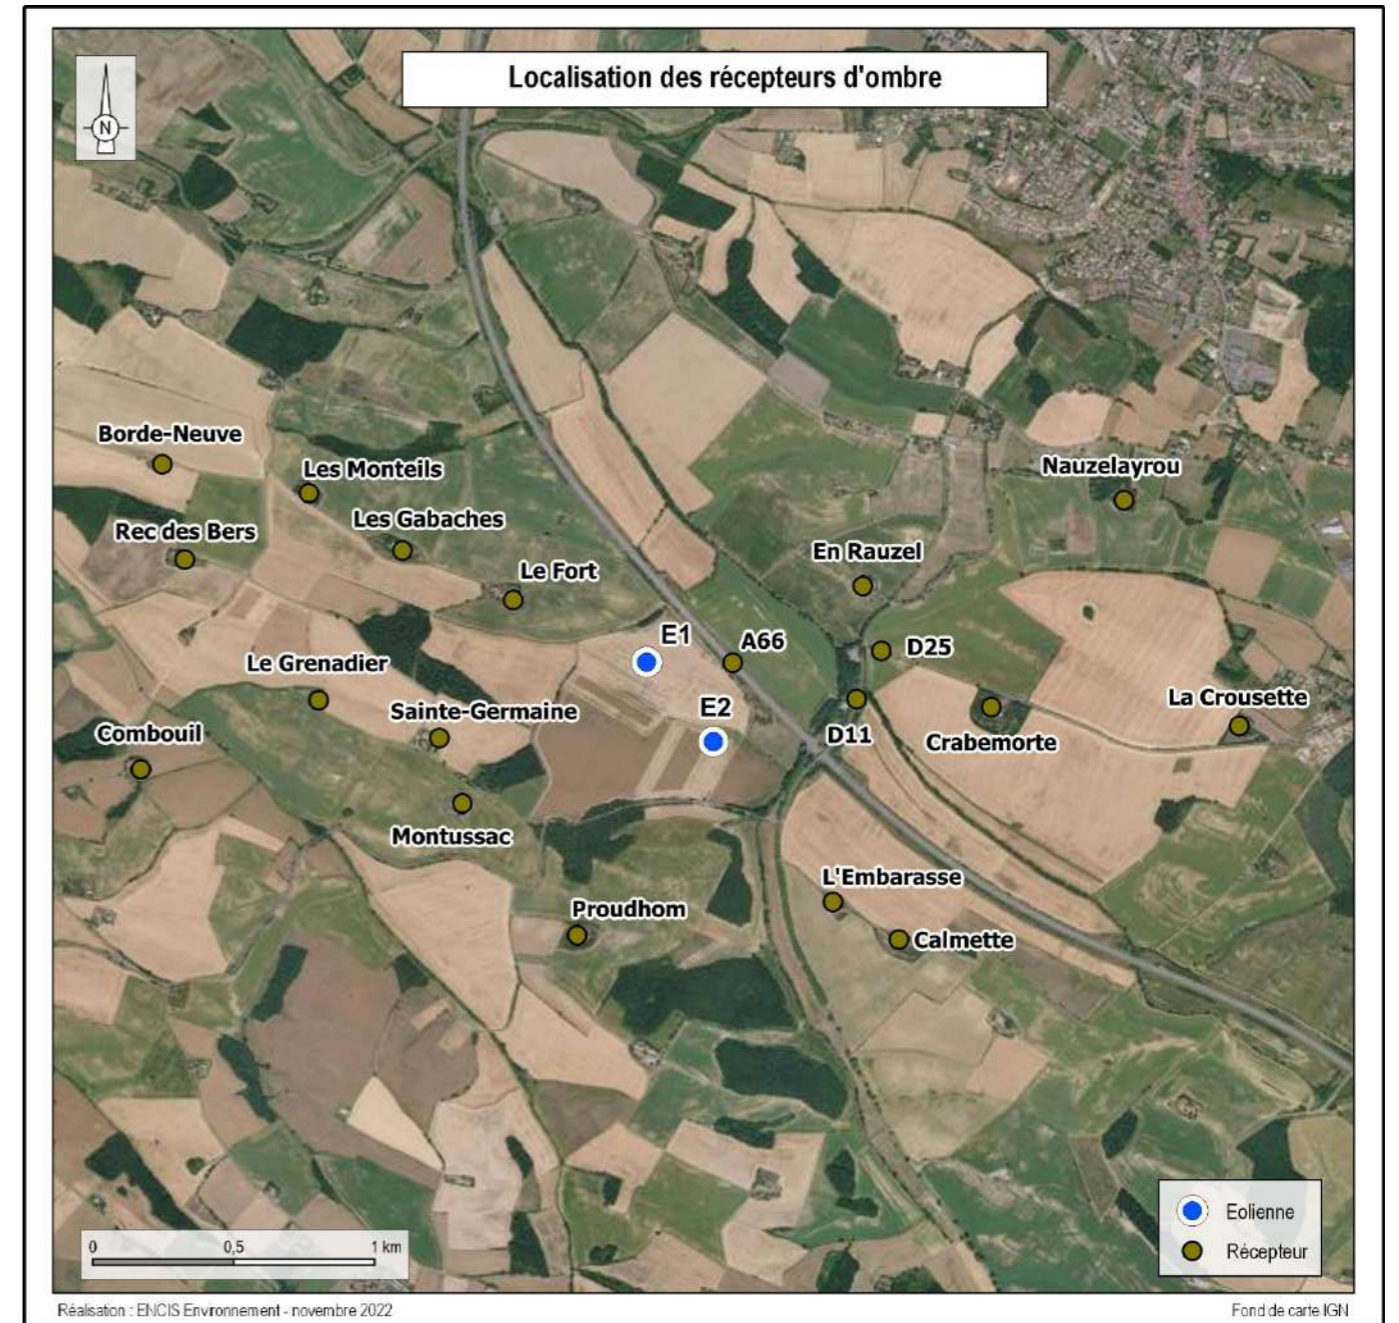 Localisation des récepteurs d'ombre
N
Borde-Neuve
Les Monteils
Nauzelayrou
Rec des Bers
Les Gabaches
En Rauzel
Le Fort
E1
A66
D25
Le Grenadier
La Crousette
Sainte-Germaine
E2
Combouil
D11
Crabemorte
Montussac
L'Embarasse
Proudhom
Calmette
Eolienne
Récepteur
0 0,5 1 km
Réalisation : ENCIS Environnement - novembre 2022
Fond de carte IGN